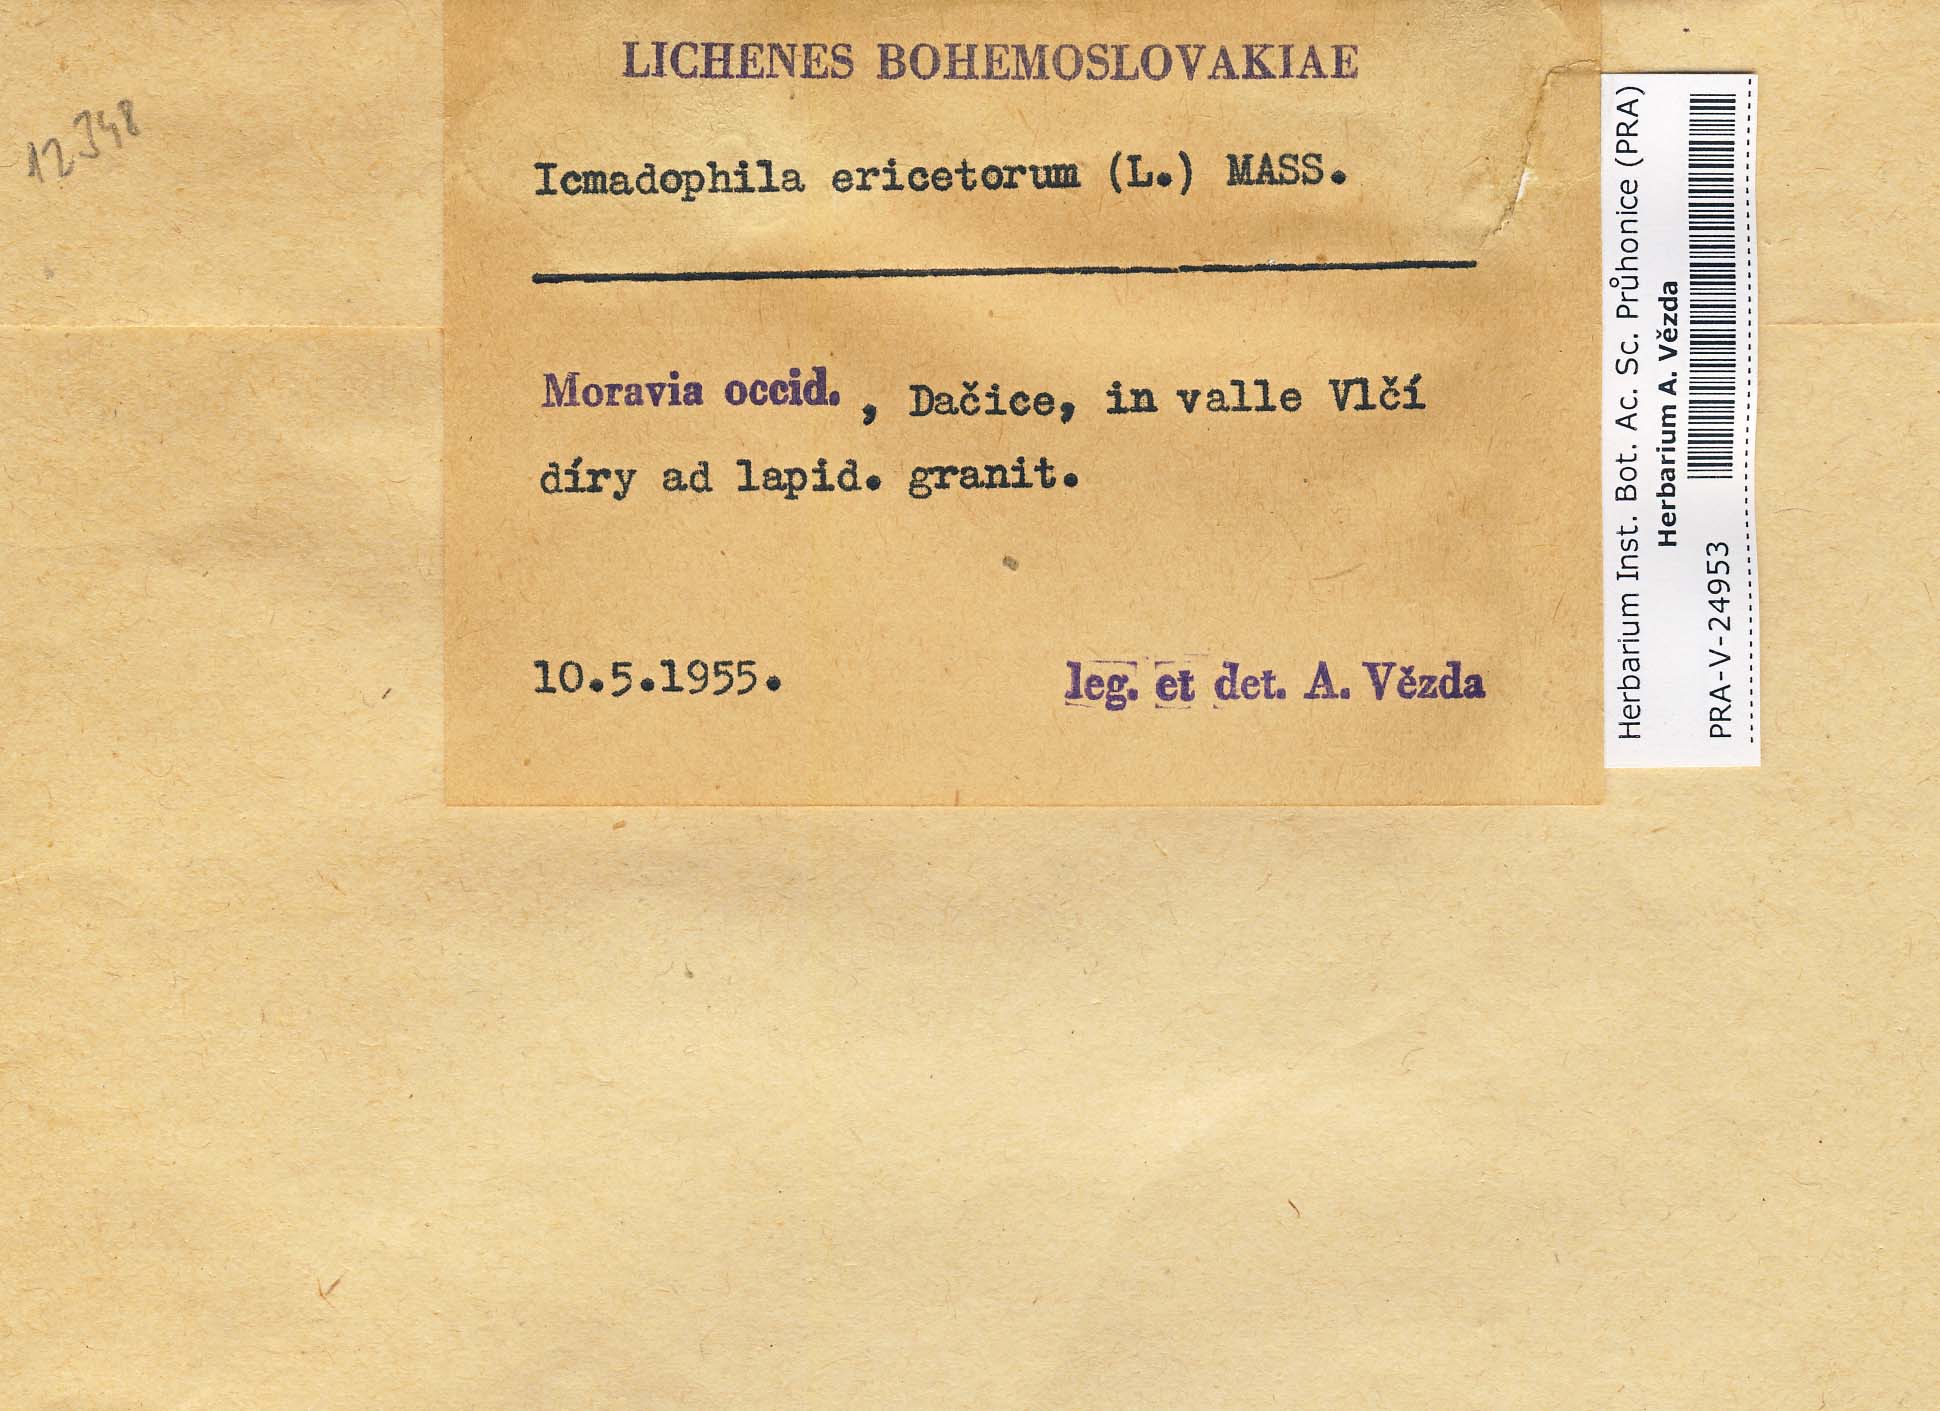 LICHENES BOHEMOSLOVAKIAE
12348
Icmadophila ericetorum (L.) MASS.
Moravia occid., Dačice, in valle Vlčí
díry ad lapid. granit.
10.5.1955.
leg. et det. A. Vězda
Herbarium Inst. Bot. Ac. Sc. Průhonice (PRA)
Herbarium A. Vězda
PRA-V-24953